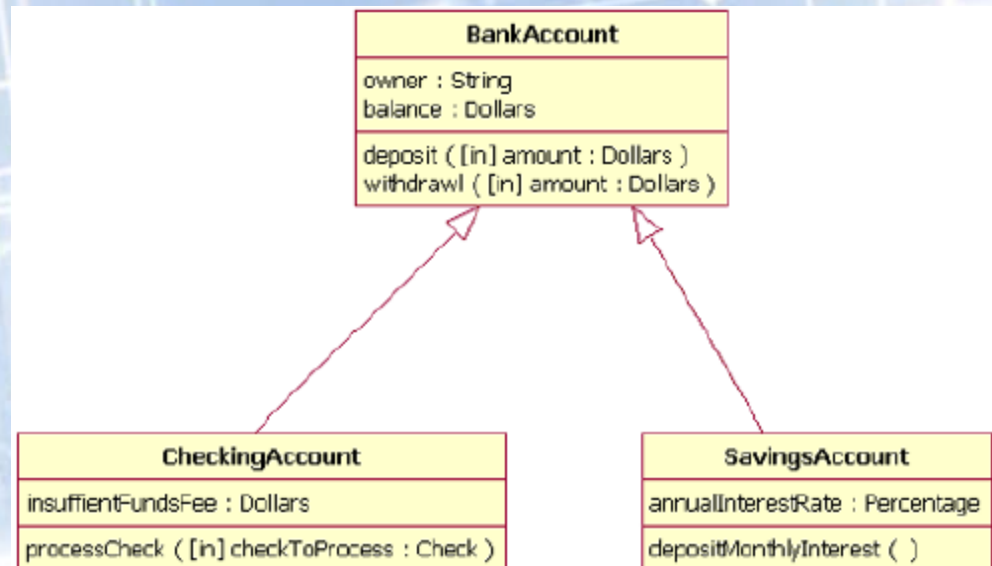 BankAccount
owner : String
balance : Dollars
deposit ( [in] amount : Dollars )
withdrawl ( [in] amount : Dollars )
CheckingAccount
insuffientFundsFee : Dollars
processCheck ( [in] checkToProcess : Check )
SavingsAccount
annualInterestRate : Percentage
depositMonthlyInterest ( )